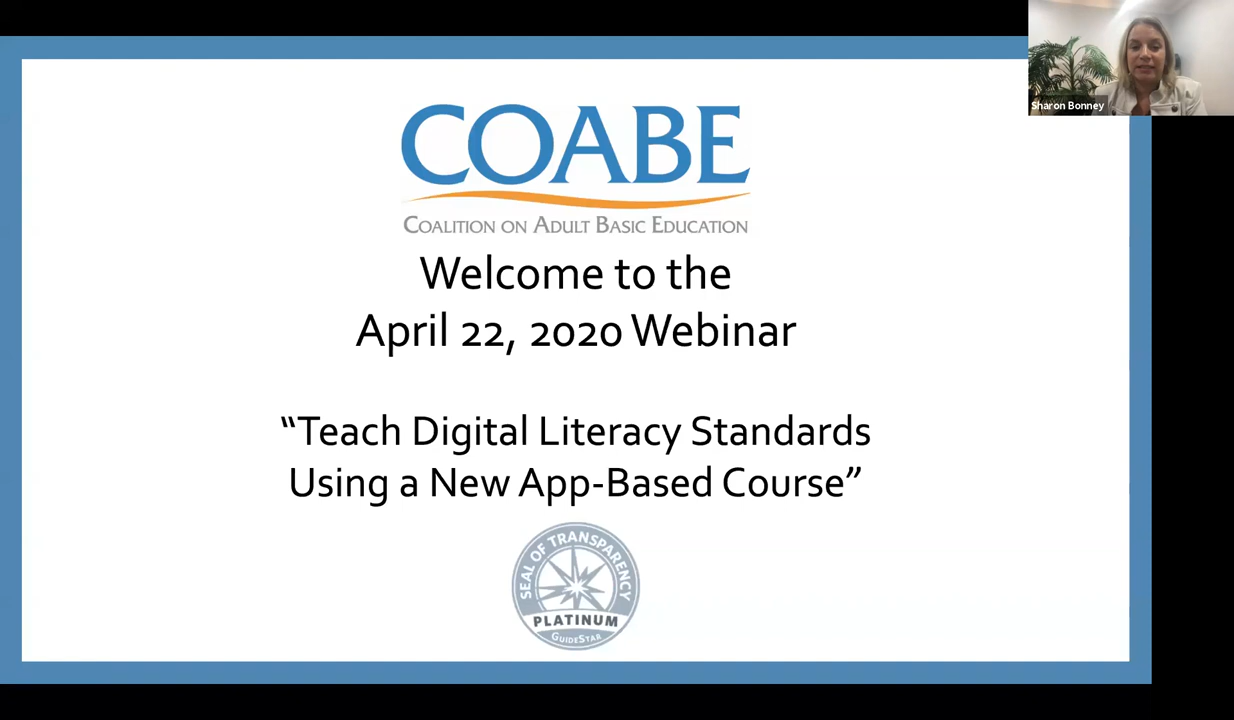 Sharon Bonney
COABE
COALITION ON ADULT BASIC EDUCATION
Welcome to the
April 22, 2020 Webinar
“Teach Digital Literacy Standards
Using a New App-Based Course”
SEAL OF TRANSPARENCY
PLATINUM
GUIDESTAR